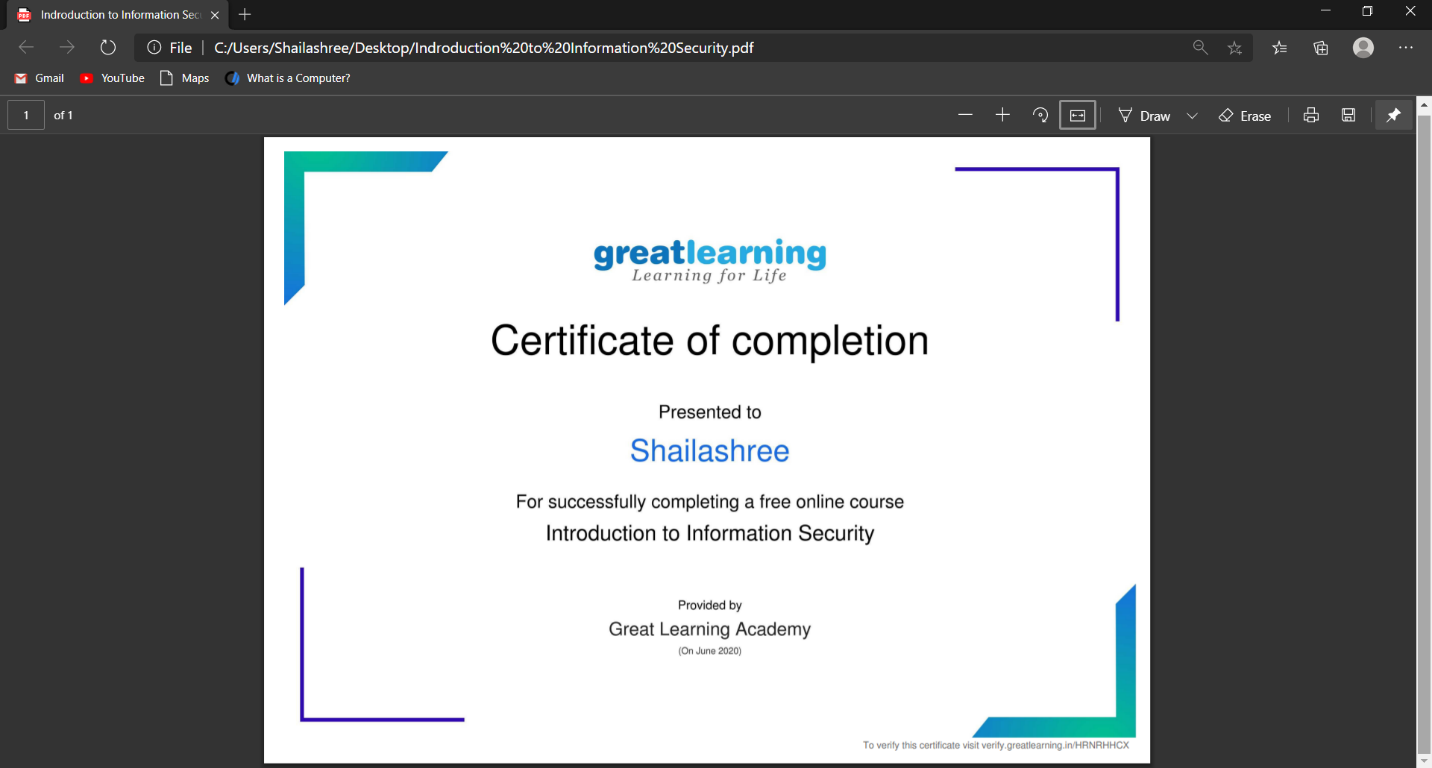 Indroduction to Information Sec
File | C:/Users/Shailashree/Desktop/Indroduction%20to%20Information%20Security.pdf
Gmail YouTube Maps What is a Computer?
1 of 1 Draw Erase
greatlearning
Learning for Life
Certificate of completion
Presented to
Shailashree
For successfully completing a free online course
Introduction to Information Security
Provided by
Great Learning Academy
(On June 2020)
To verify this certificate visit verify.greatlearning.in/HRNRHHCX